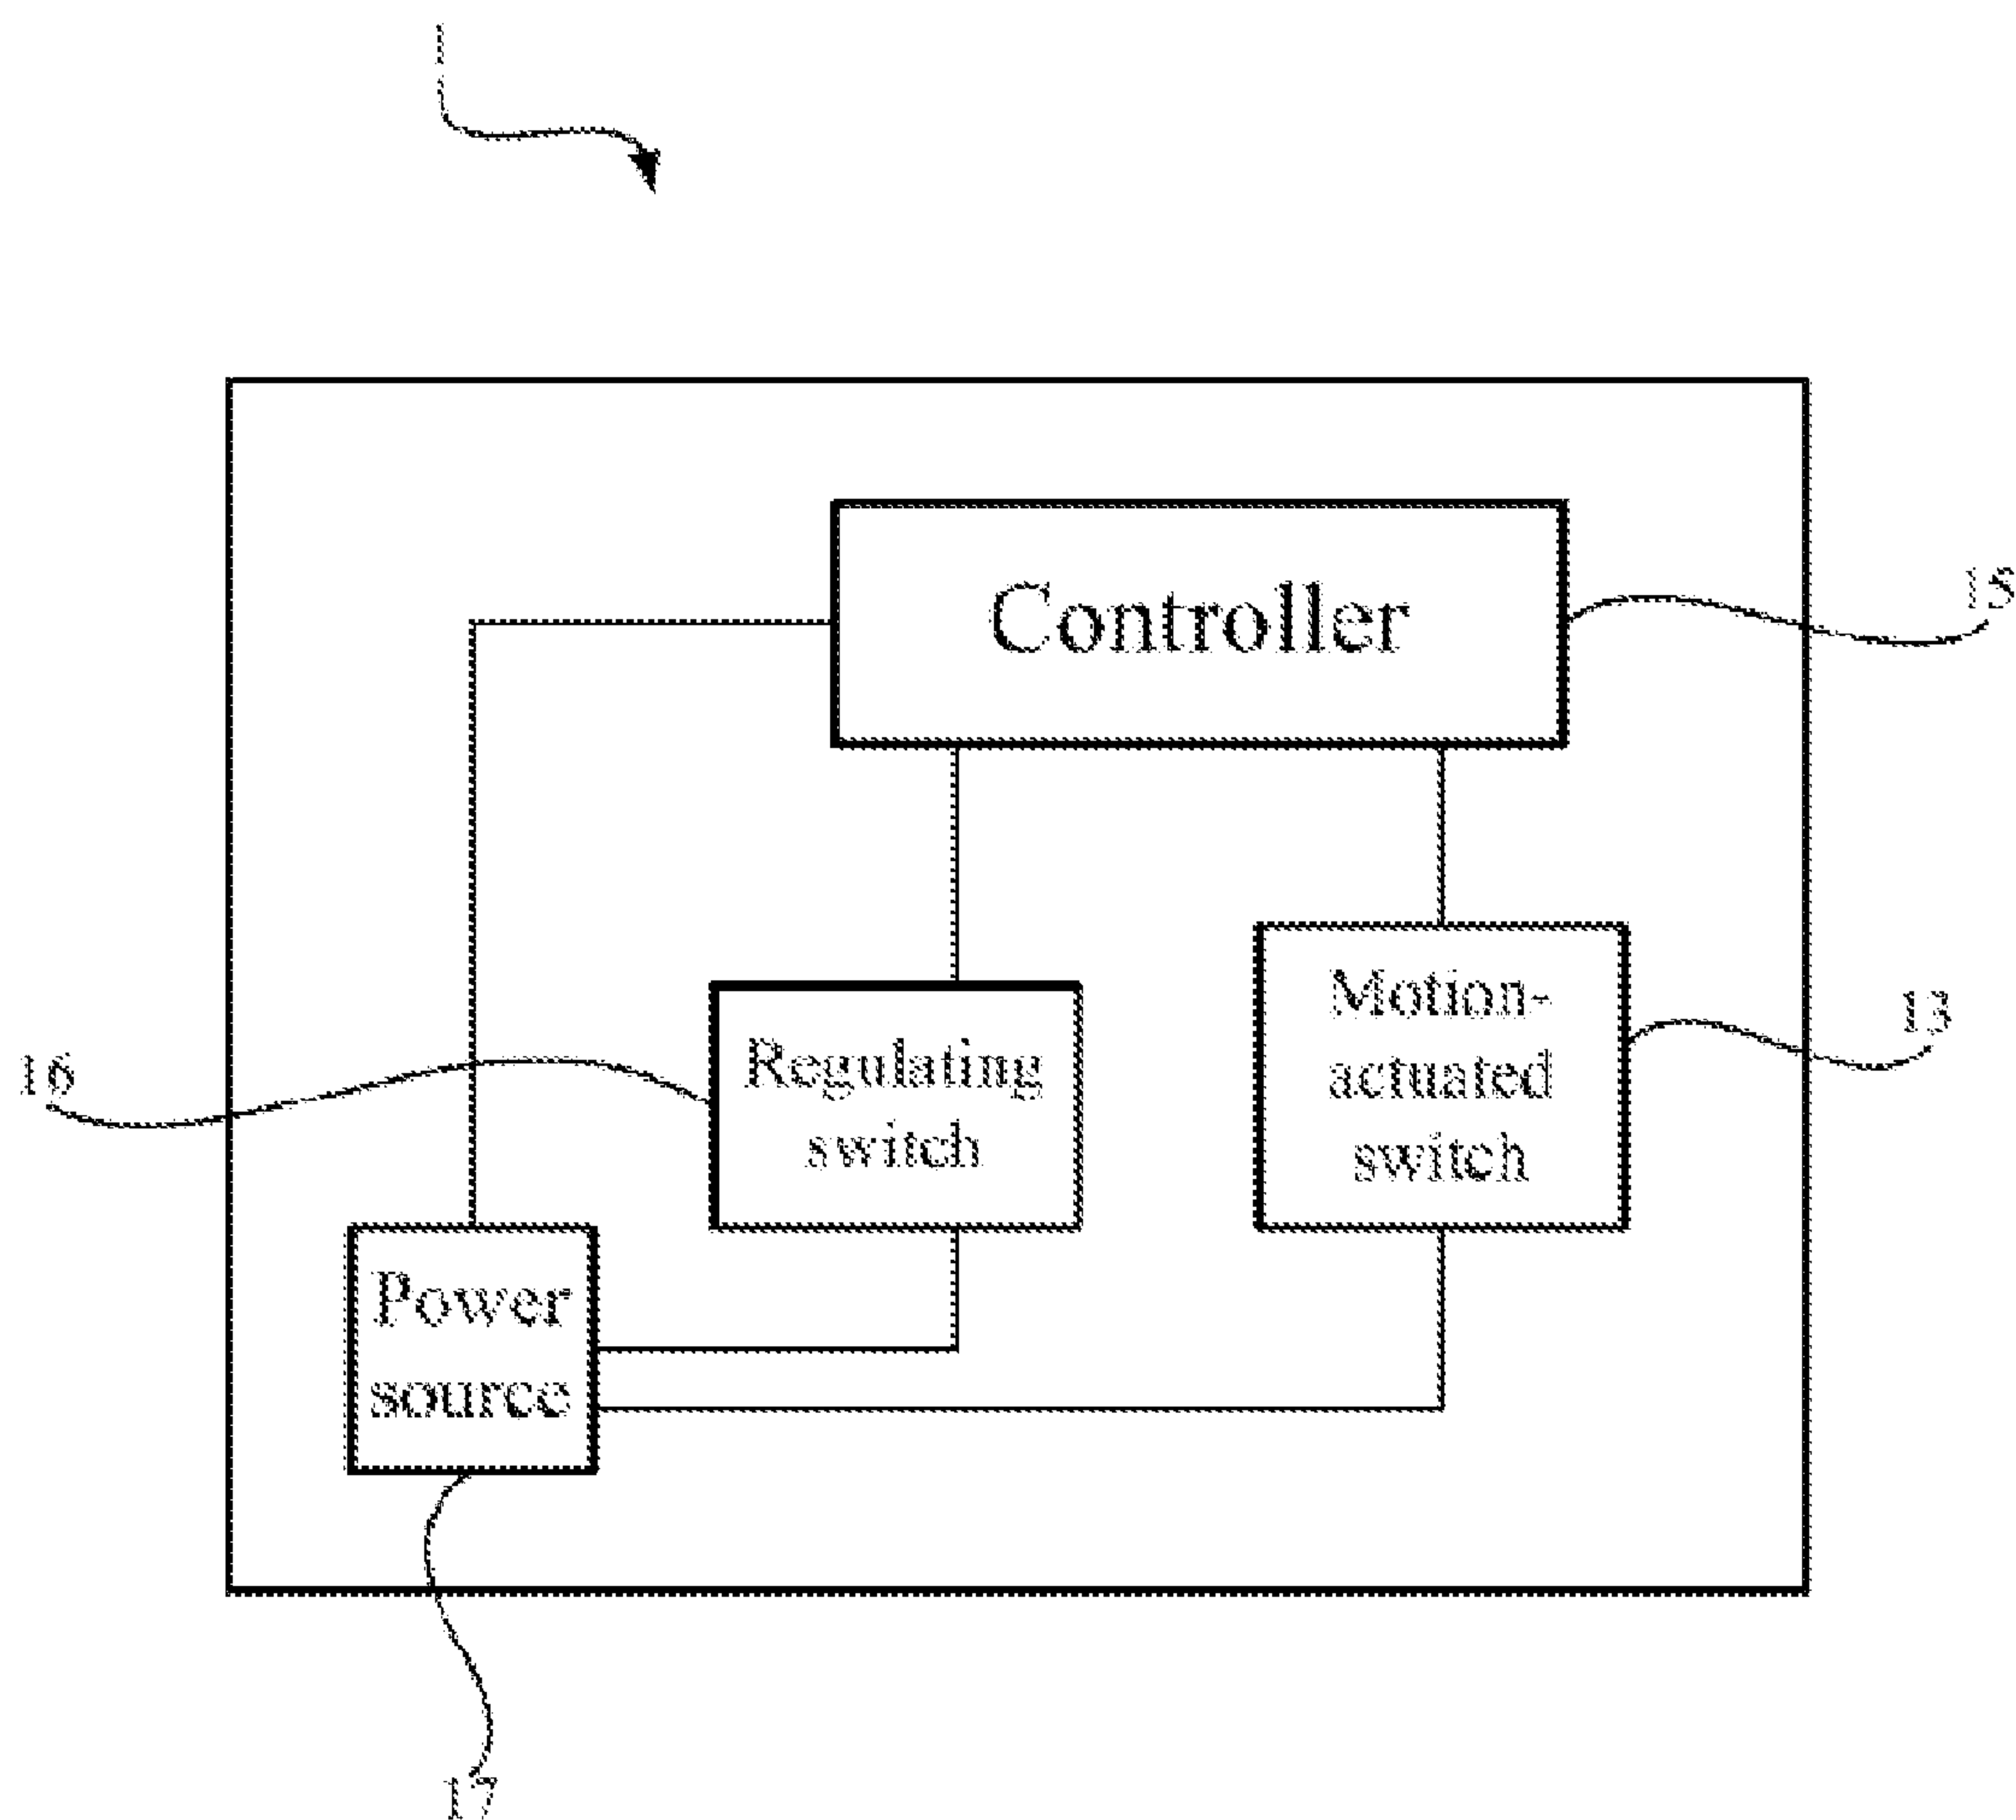 Controller
15
Motion-
actuated
switch
13
Regulating
switch
16
Power
source
17